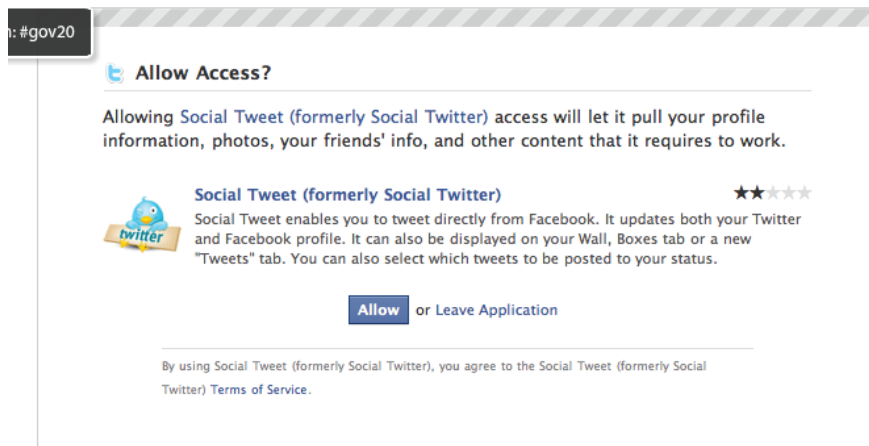 n: #gov20
Allow Access?
Allowing Social Tweet (formerly Social Twitter) access will let it pull your profile
information, photos, your friends' info, and other content that it requires to work.
Social Tweet (formerly Social Twitter)
twitter
Social Tweet enables you to tweet directly from Facebook. It updates both your Twitter
and Facebook profile. It can also be displayed on your Wall, Boxes tab or a new
"Tweets" tab. You can also select which tweets to be posted to your status.
Allow or Leave Application
By using Social Tweet (formerly Social Twitter), you agree to the Social Tweet (formerly Social
Twitter) Terms of Service.